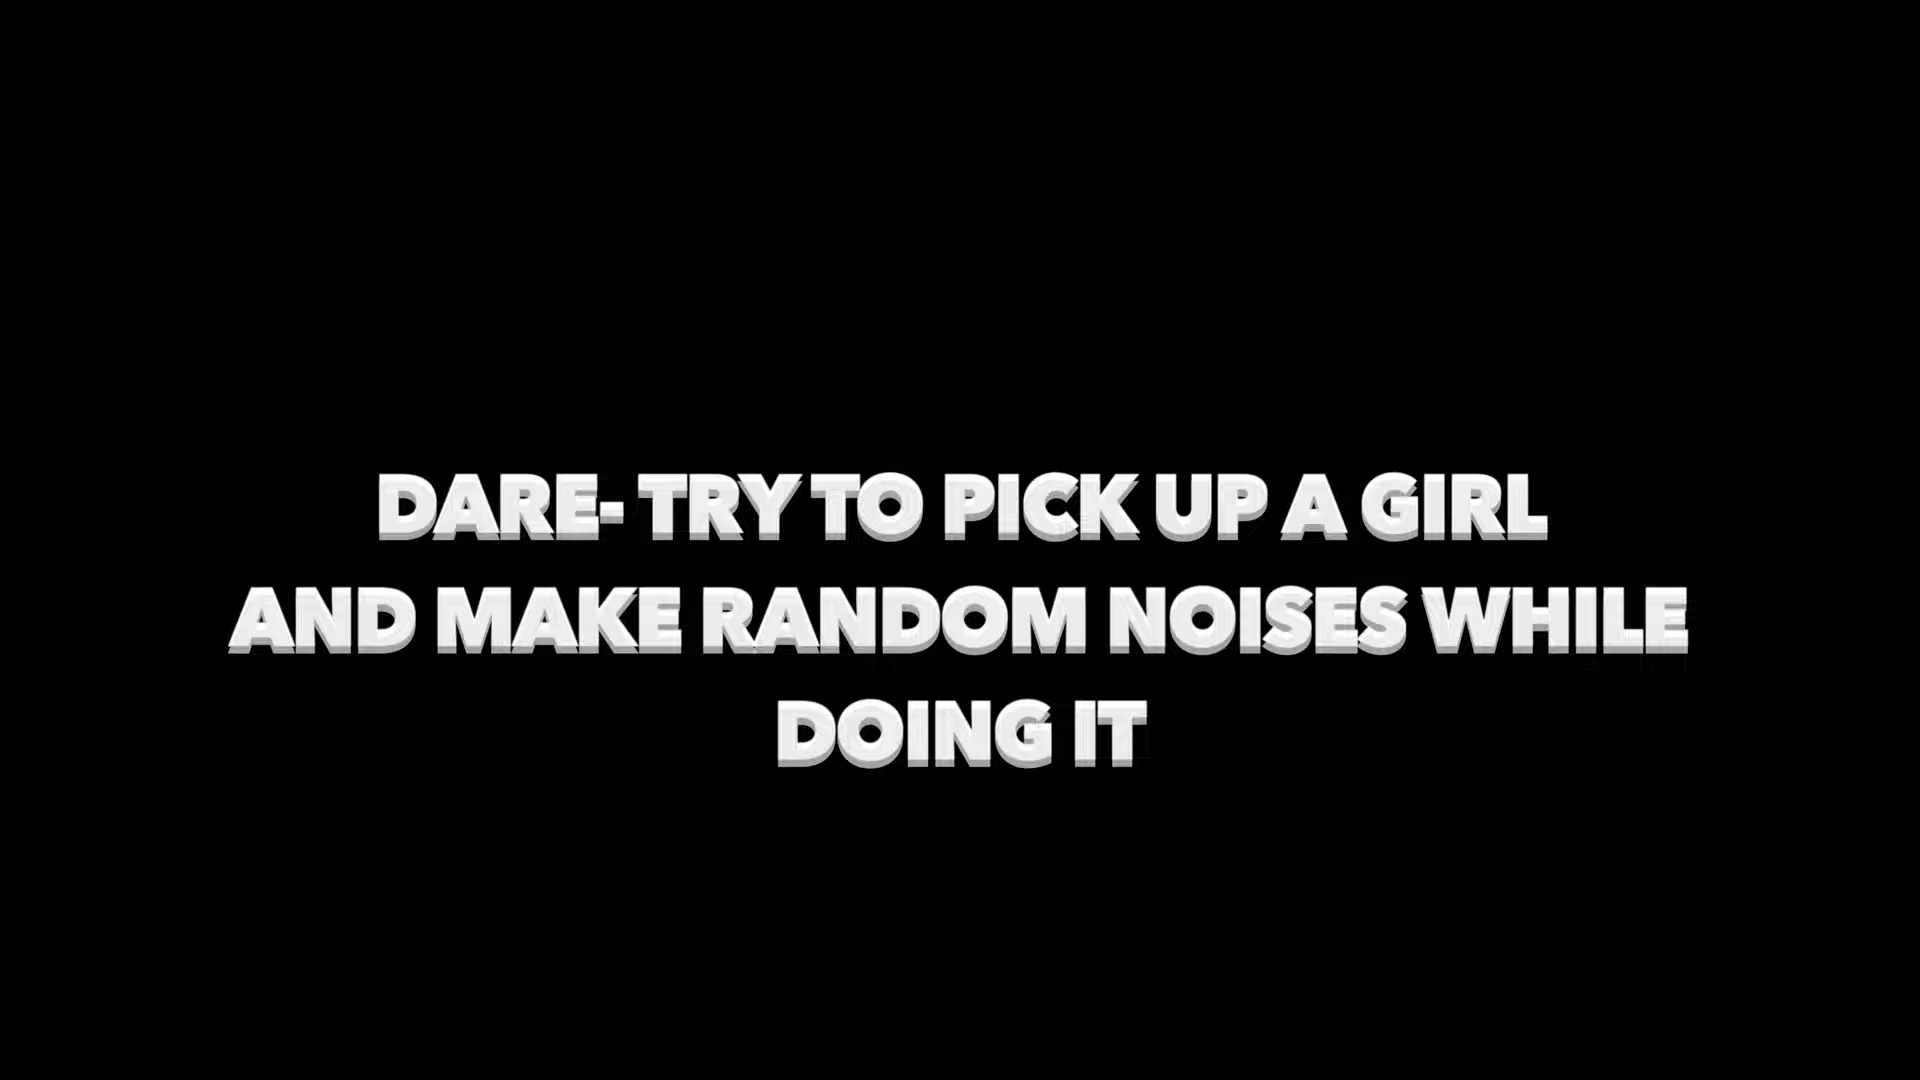 DARE- TRY TO PICK UP A GIRL
AND MAKE RANDOM NOISES WHILE
DOING IT